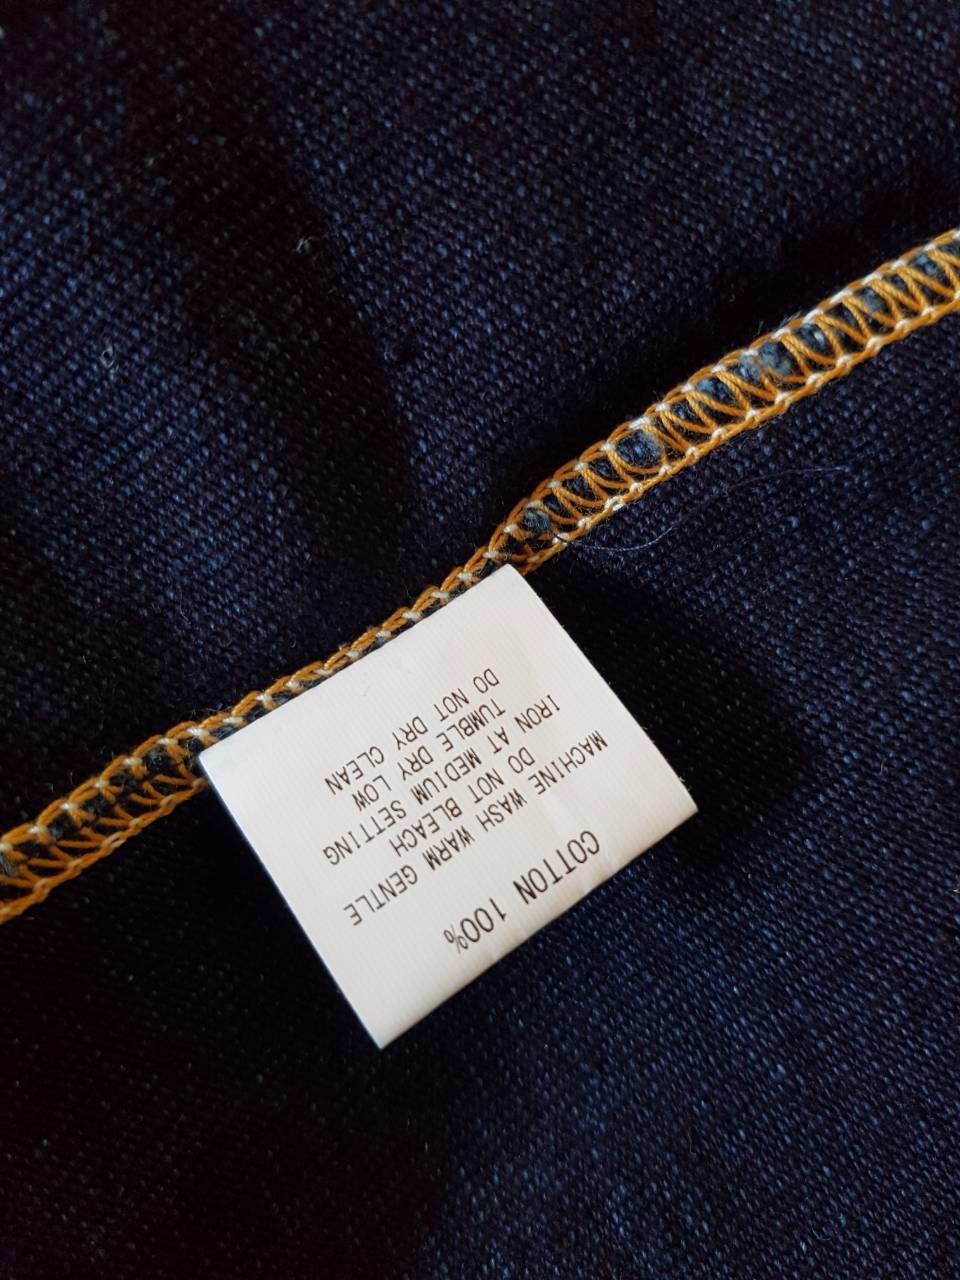 COTTON 100%
MACHINE WASH WARM GENTLE
DO NOT BLEACH
IRON AT MEDIUM SETTING
TUMBLE DRY LOW
DO NOT DRY CLEAN